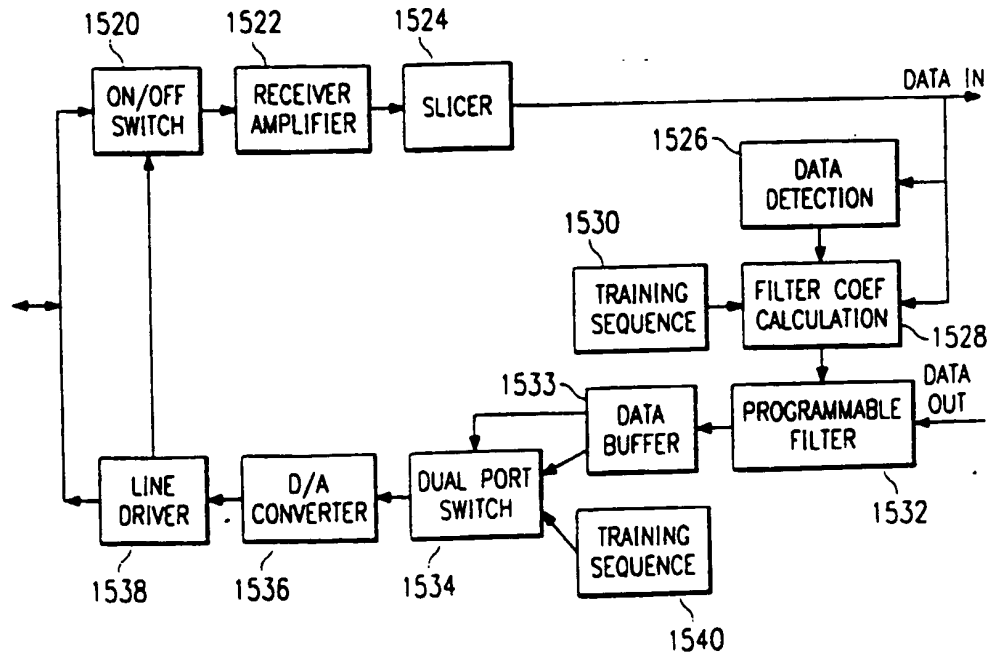 1520
1522
1524
ON/OFF
SWITCH
RECEIVER
AMPLIFIER
SLICER
DATA IN
1526
DATA
DETECTION
1530
TRAINING
SEQUENCE
FILTER COEF
CALCULATION
1528
1533
DATA
BUFFER
PROGRAMMABLE
FILTER
DATA
OUT
1532
LINE
DRIVER
D/A
CONVERTER
DUAL PORT
SWITCH
TRAINING
SEQUENCE
1538
1536
1534
1540